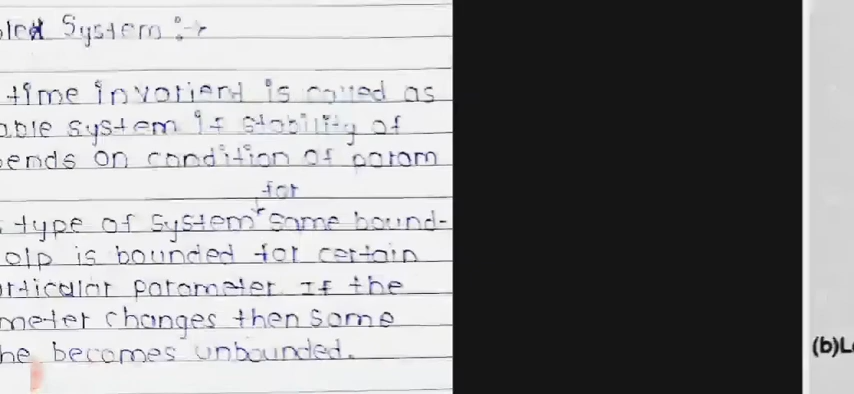 System :-
time invarient is called as
able system if stability of
ends on condition of param
for
type of system some bound-
o/p is bounded for certain
rticular parameter If the
meter changes then some
he becomes unbounded.
(b)L